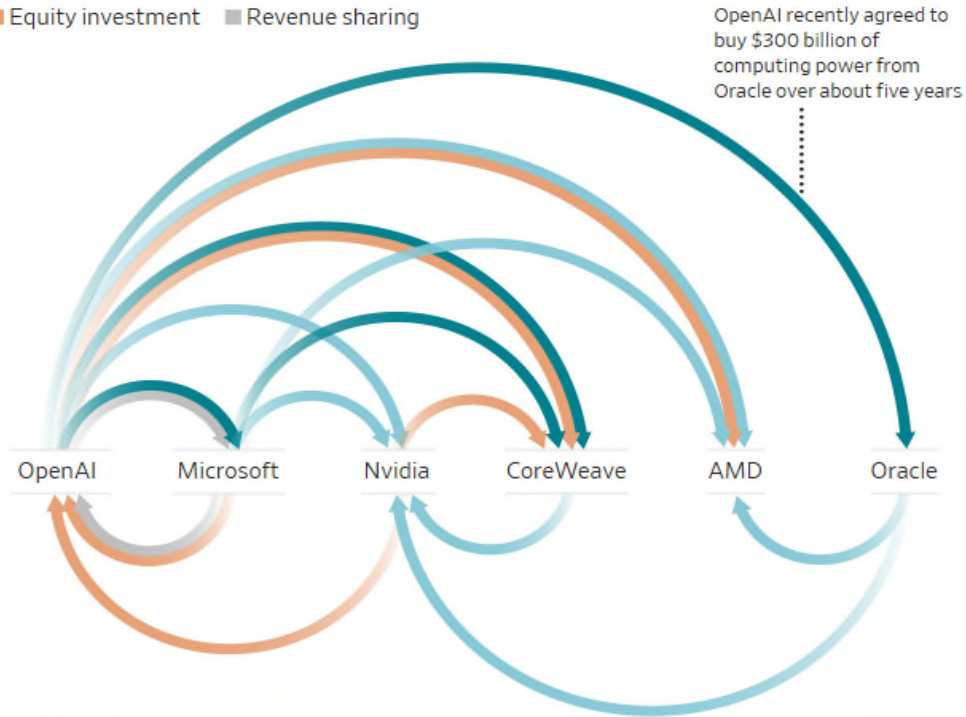 Equity investment Revenue sharing
OpenAI recently agreed to
buy $300 billion of
computing power from
Oracle over about five years
OpenAI Microsoft Nvidia CoreWeave AMD Oracle